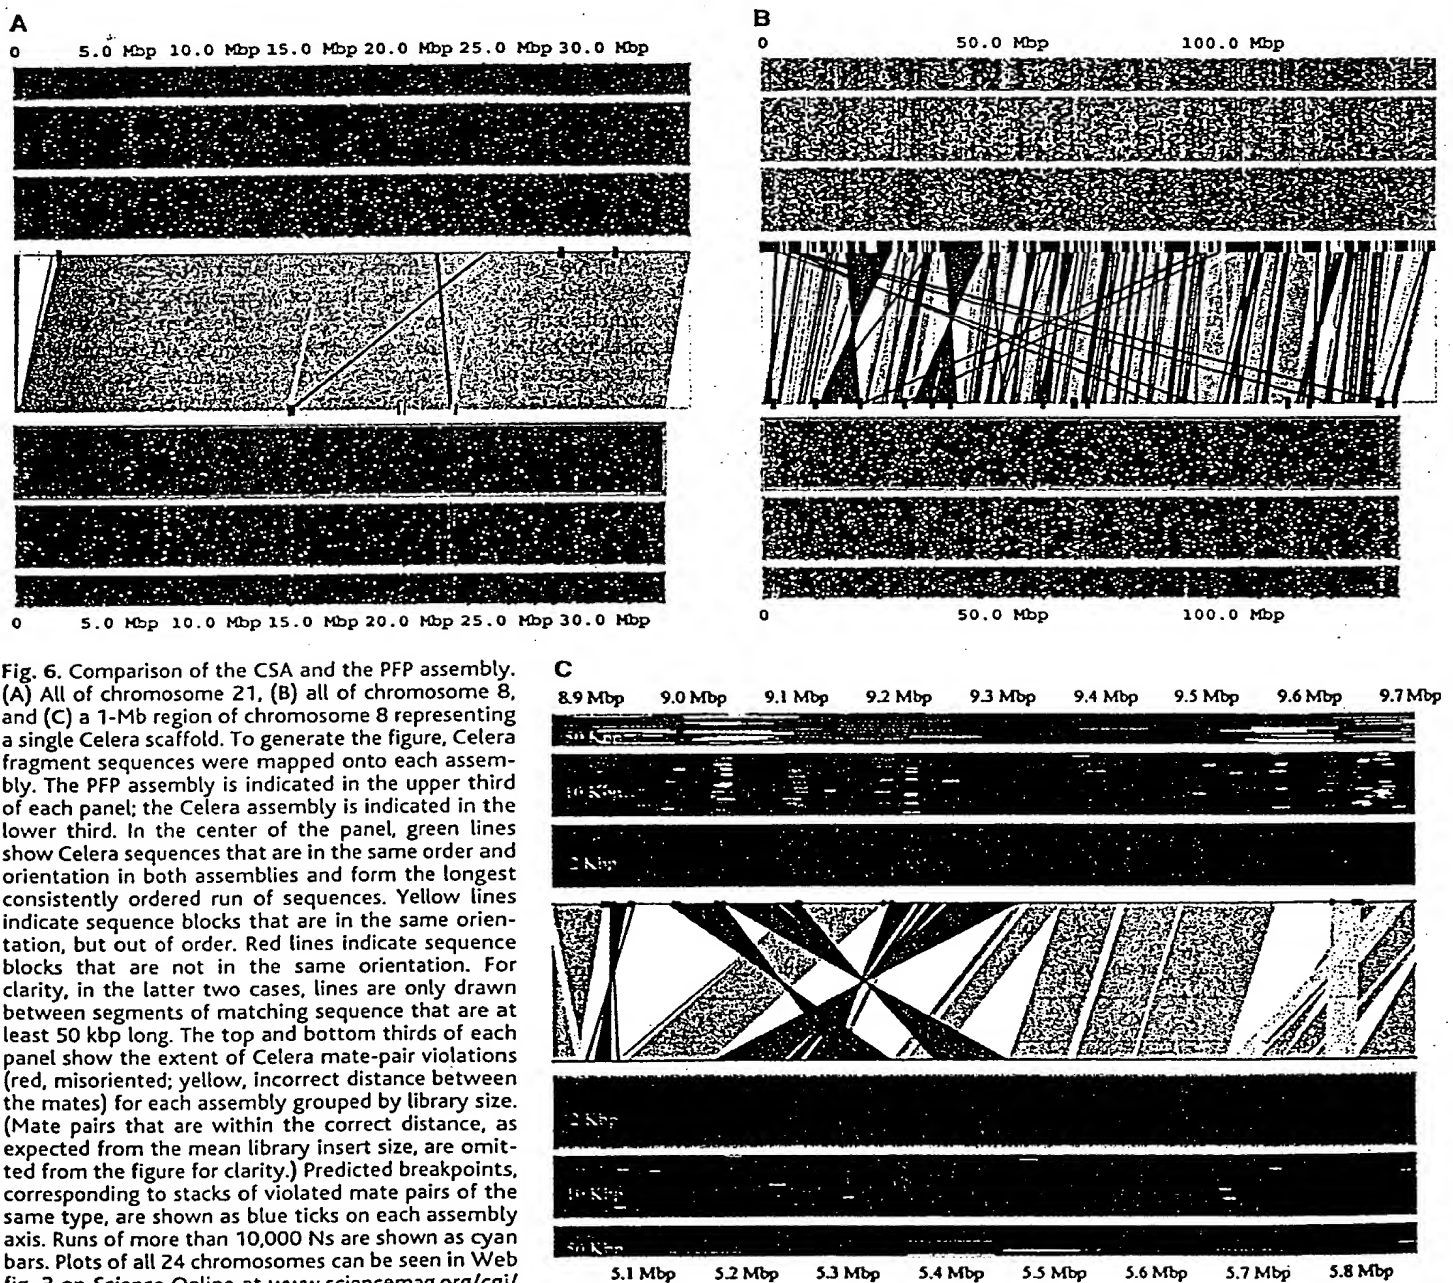 A
0 5.0 Mbp 10.0 Mbp 15.0 Mbp 20.0 Mbp 25.0 Mbp 30.0 Mbp
0 5.0 Mbp 10.0 Mbp 15.0 Mbp 20.0 Mbp 25.0 Mbp 30.0 Mbp
B
0 50.0 Mbp 100.0 Mbp
0 50.0 Mbp 100.0 Mbp
Fig. 6. Comparison of the CSA and the PFP assembly.
(A) All of chromosome 21, (B) all of chromosome 8,
and (C) a 1-Mb region of chromosome 8 representing
a single Celera scaffold. To generate the figure, Celera
fragment sequences were mapped onto each assem-
bly. The PFP assembly is indicated in the upper third
of each panel; the Celera assembly is indicated in the
lower third. In the center of the panel, green lines
show Celera sequences that are in the same order and
orientation in both assemblies and form the longest
consistently ordered run of sequences. Yellow lines
indicate sequence blocks that are in the same orien-
tation, but out of order. Red lines indicate sequence
blocks that are not in the same orientation. For
clarity, in the latter two cases, lines are only drawn
between segments of matching sequence that are at
least 50 kbp long. The top and bottom thirds of each
panel show the extent of Celera mate-pair violations
(red, misoriented; yellow, incorrect distance between
the mates) for each assembly grouped by library size.
(Mate pairs that are within the correct distance, as
expected from the mean library insert size, are omit-
ted from the figure for clarity.) Predicted breakpoints,
corresponding to stacks of violated mate pairs of the
same type, are shown as blue ticks on each assembly
axis. Runs of more than 10,000 Ns are shown as cyan
bars. Plots of all 24 chromosomes can be seen in Web
C
8.9 Mbp 9.0 Mbp 9.1 Mbp 9.2 Mbp 9.3 Mbp 9.4 Mbp 9.5 Mbp 9.6 Mbp 9.7 Mbp
50 Kbp
10 Kbp
2 Kbp
2 Kbp
10 Kbp
50 Kbp
5.1 Mbp 5.2 Mbp 5.3 Mbp 5.4 Mbp 5.5 Mbp 5.6 Mbp 5.7 Mbp 5.8 Mbp